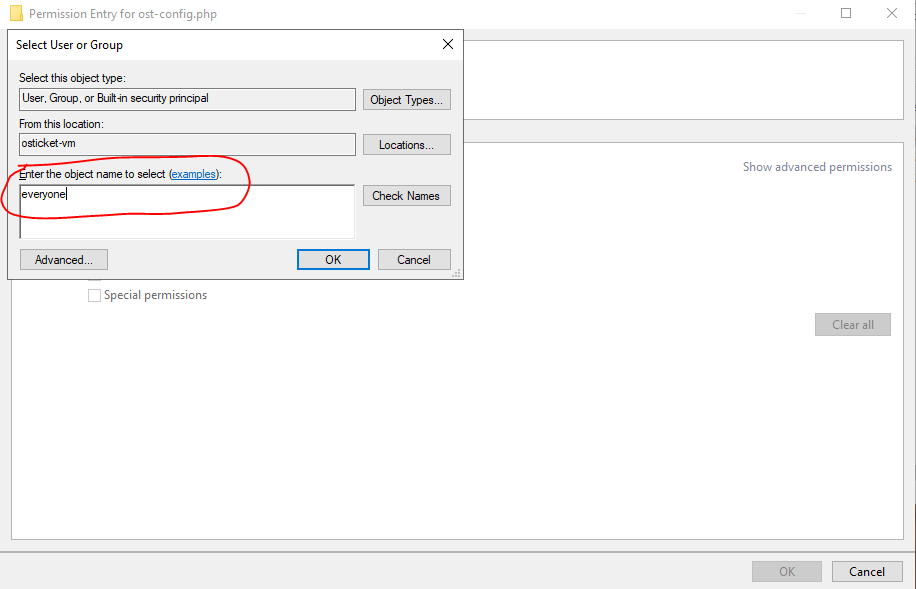 Permission Entry for ost-config.php
Select User or Group
Select this object type:
User, Group, or Built-in security principal
Object Types...
From this location:
osticket-vm
Locations...
Enter the object name to select (examples):
everyone
Check Names
Advanced...
OK
Cancel
Show advanced permissions
Special permissions
Clear all
OK
Cancel